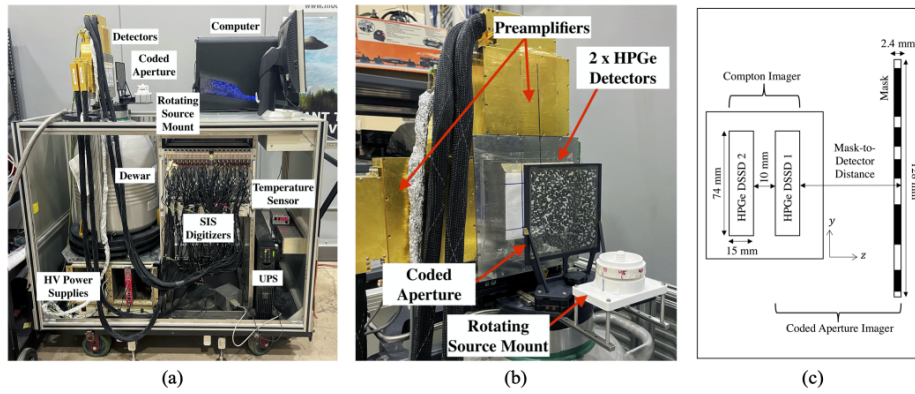 Computer
Detectors
Coded
Aperture
Rotating
Source
Mount
Dewar
Temperature
Sensor
SIS
Digitizers
HV Power
Supplies
UPS
(a)
Preamplifiers
2 x HPGe
Detectors
Coded
Aperture
Rotating
Source Mount
(b)
2.4 mm
Mask
Compton Imager
Mask-to-
Detector
Distance
74 mm
HPGe DSSD 2
10 mm
HPGe DSSD 1
15 mm
y
z
Coded Aperture Imager
(c)